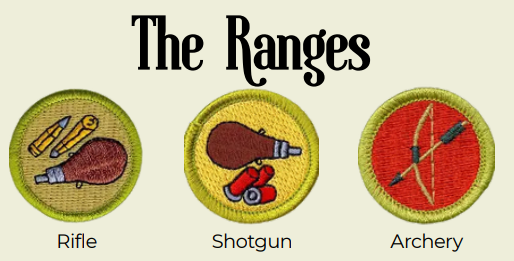 The Ranges
Rifle
Shotgun
Archery